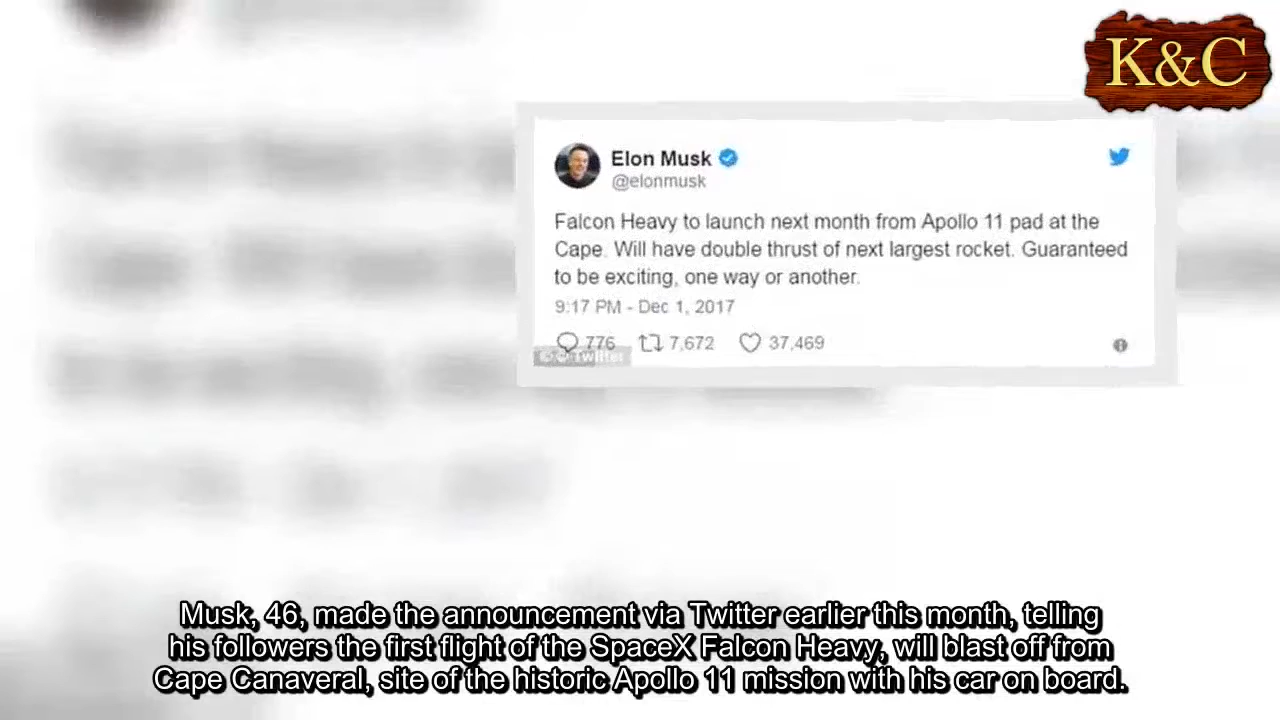 K&C
Elon Musk
@elonmusk
Falcon Heavy to launch next month from Apollo 11 pad at the
Cape. Will have double thrust of next largest rocket. Guaranteed
to be exciting, one way or another.
9:17 PM - Dec 1, 2017
776 7,672 37,469
Twitter
Musk, 46, made the announcement via Twitter earlier this month, telling
his followers the first flight of the SpaceX Falcon Heavy, will blast off from
Cape Canaveral, site of the historic Apollo 11 mission with his car on board.